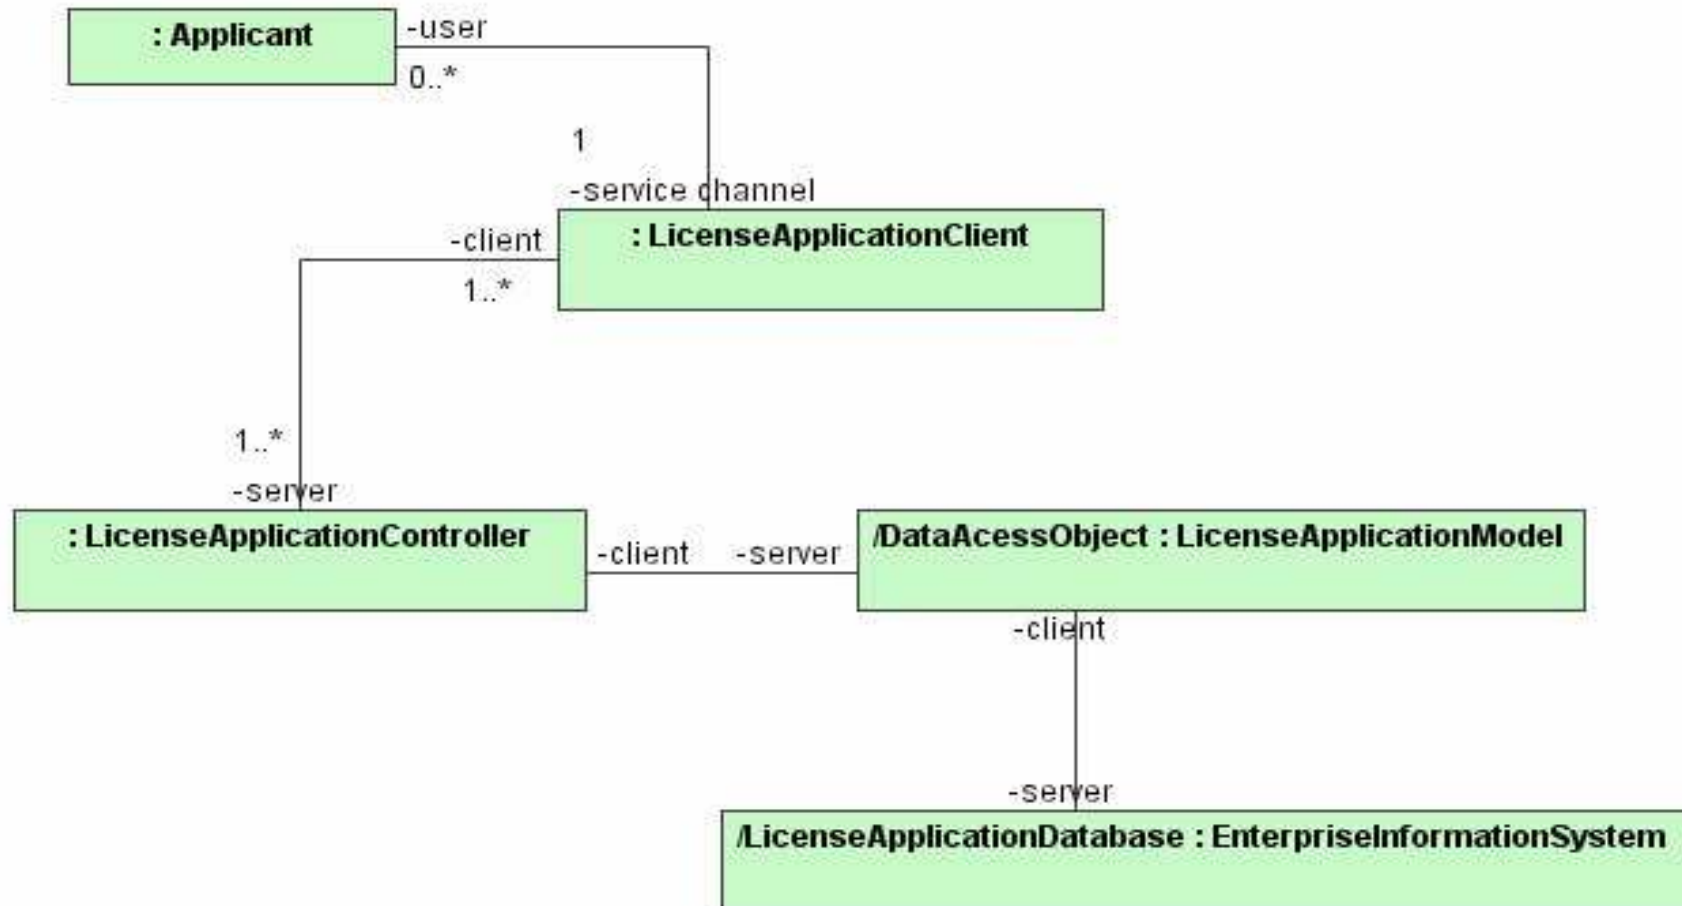 : Applicant
-user
0..*
1
-service channel
: LicenseApplicationClient
-client
1..*
1..*
-server
: LicenseApplicationController
-client
-server
/DataAcessObject : LicenseApplicationModel
-client
-server
/LicenseApplicationDatabase : EnterpriseInformationSystem